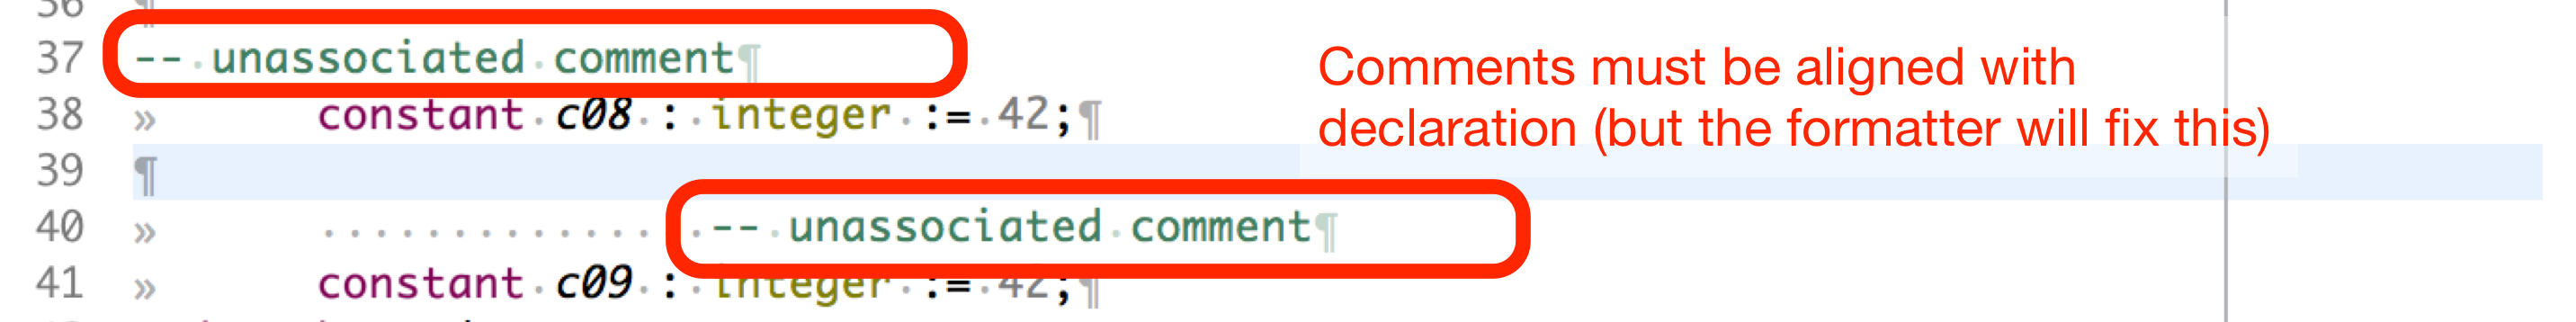 36 ¶
37 --·unassociated·comment¶
Comments must be aligned with
38 » constant·c08·:·integer·:=·42;¶
declaration (but the formatter will fix this)
39 ¶
40 » ··············--·unassociated·comment¶
41 » constant·c09·:·integer·:=·42;¶